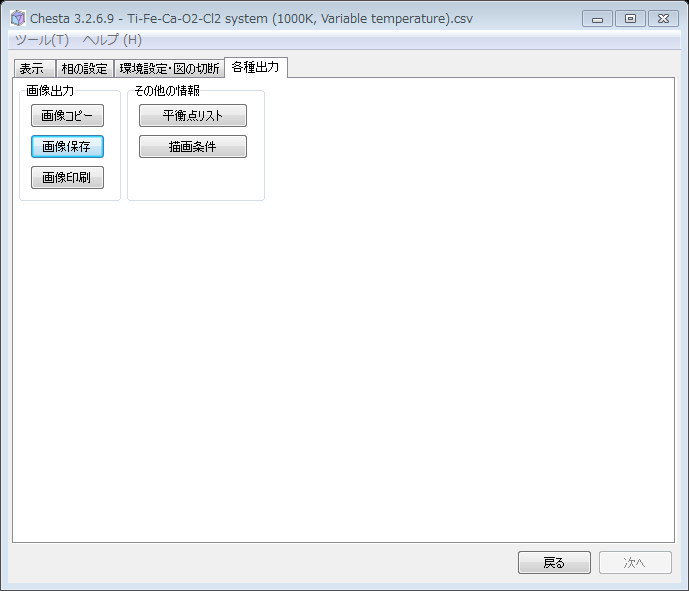 Chesta 3.2.6.9 - Ti-Fe-Ca-O2-Cl2 system (1000K, Variable temperature).csv
ツール(T) ヘルプ (H)
表示 相の設定 環境設定・図の切断 各種出力
画像出力 その他の情報
画像コピー 平衡点リスト
画像保存 描画条件
画像印刷
戻る 次へ